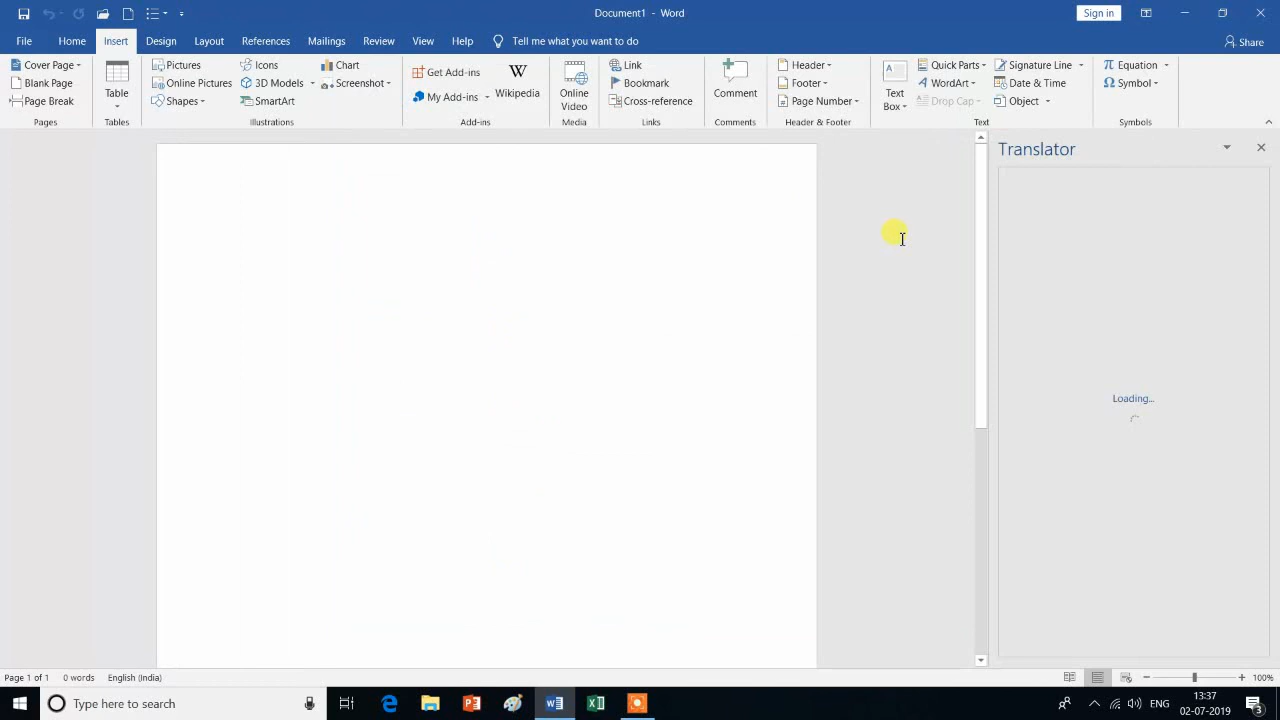 Document1 - Word
Sign in
File Home Insert Design Layout References Mailings Review View Help Tell me what you want to do Share
Cover Page
Blank Page
Page Break
Pages
Table
Tables
Pictures
Online Pictures
Shapes
Icons
3D Models
SmartArt
Chart
Screenshot
Illustrations
Get Add-ins
My Add-ins
Wikipedia
Add-ins
Online
Video
Media
Link
Bookmark
Cross-reference
Links
Comment
Comments
Header
Footer
Page Number
Header & Footer
Text
Box
Quick Parts
WordArt
Drop Cap
Signature Line
Date & Time
Object
Text
Equation
Symbol
Symbols
Translator
Loading...
Page 1 of 1 0 words English (India) 100%
Type here to search
ENG
13:37
02-07-2019
3